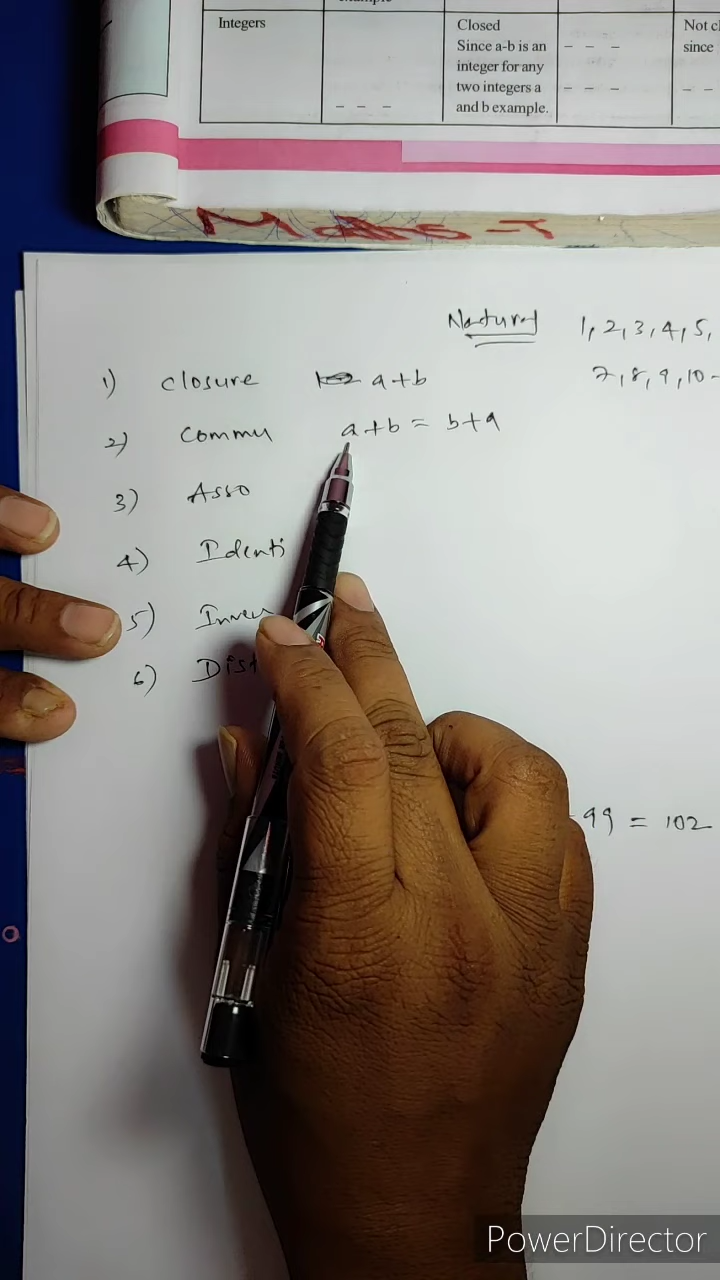 Integers
Closed
Since a-b is an
integer for any
two integers a
and b example.
– – –
– – –
– – –
Not cl
since
– –
Maths -I
Natural 1, 2, 3, 4, 5,
7, 8, 9, 10 -
1) closure a+b
2) Commu a+b = b+a
3) Asso
4) Identi
5) Inver
6) Dist
99 = 102
PowerDirector